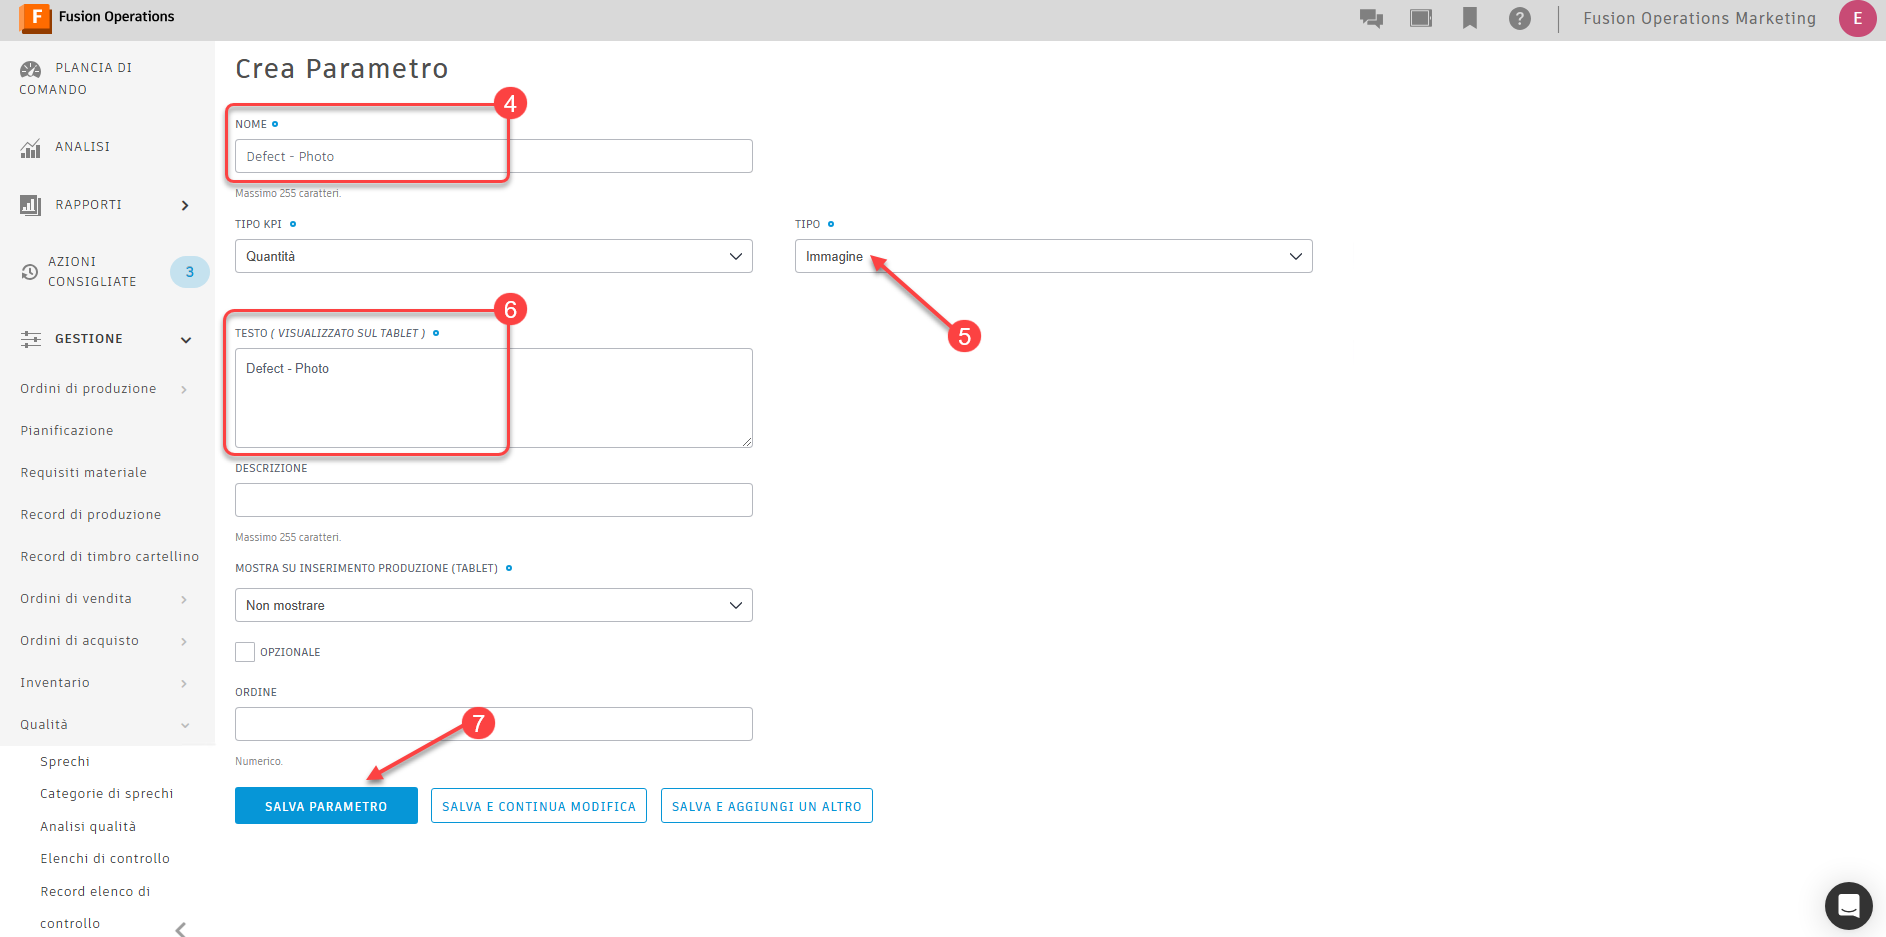 F Fusion Operations
? Fusion Operations Marketing E
PLANCIA DI
COMANDO
ANALISI
RAPPORTI
AZIONI
CONSIGLIATE
3
GESTIONE
Ordini di produzione
Pianificazione
Requisiti materiale
Record di produzione
Record di timbro cartellino
Ordini di vendita
Ordini di acquisto
Inventario
Qualità
Sprechi
Categorie di sprechi
Analisi qualità
Elenchi di controllo
Record elenco di
controllo
Crea Parametro
4
NOME
Defect - Photo
Massimo 255 caratteri.
TIPO KPI
Quantità
TIPO
Immagine
5
6
TESTO ( VISUALIZZATO SUL TABLET )
Defect - Photo
DESCRIZIONE
Massimo 255 caratteri.
MOSTRA SU INSERIMENTO PRODUZIONE (TABLET)
Non mostrare
OPZIONALE
ORDINE
7
Numerico.
SALVA PARAMETRO
SALVA E CONTINUA MODIFICA
SALVA E AGGIUNGI UN ALTRO